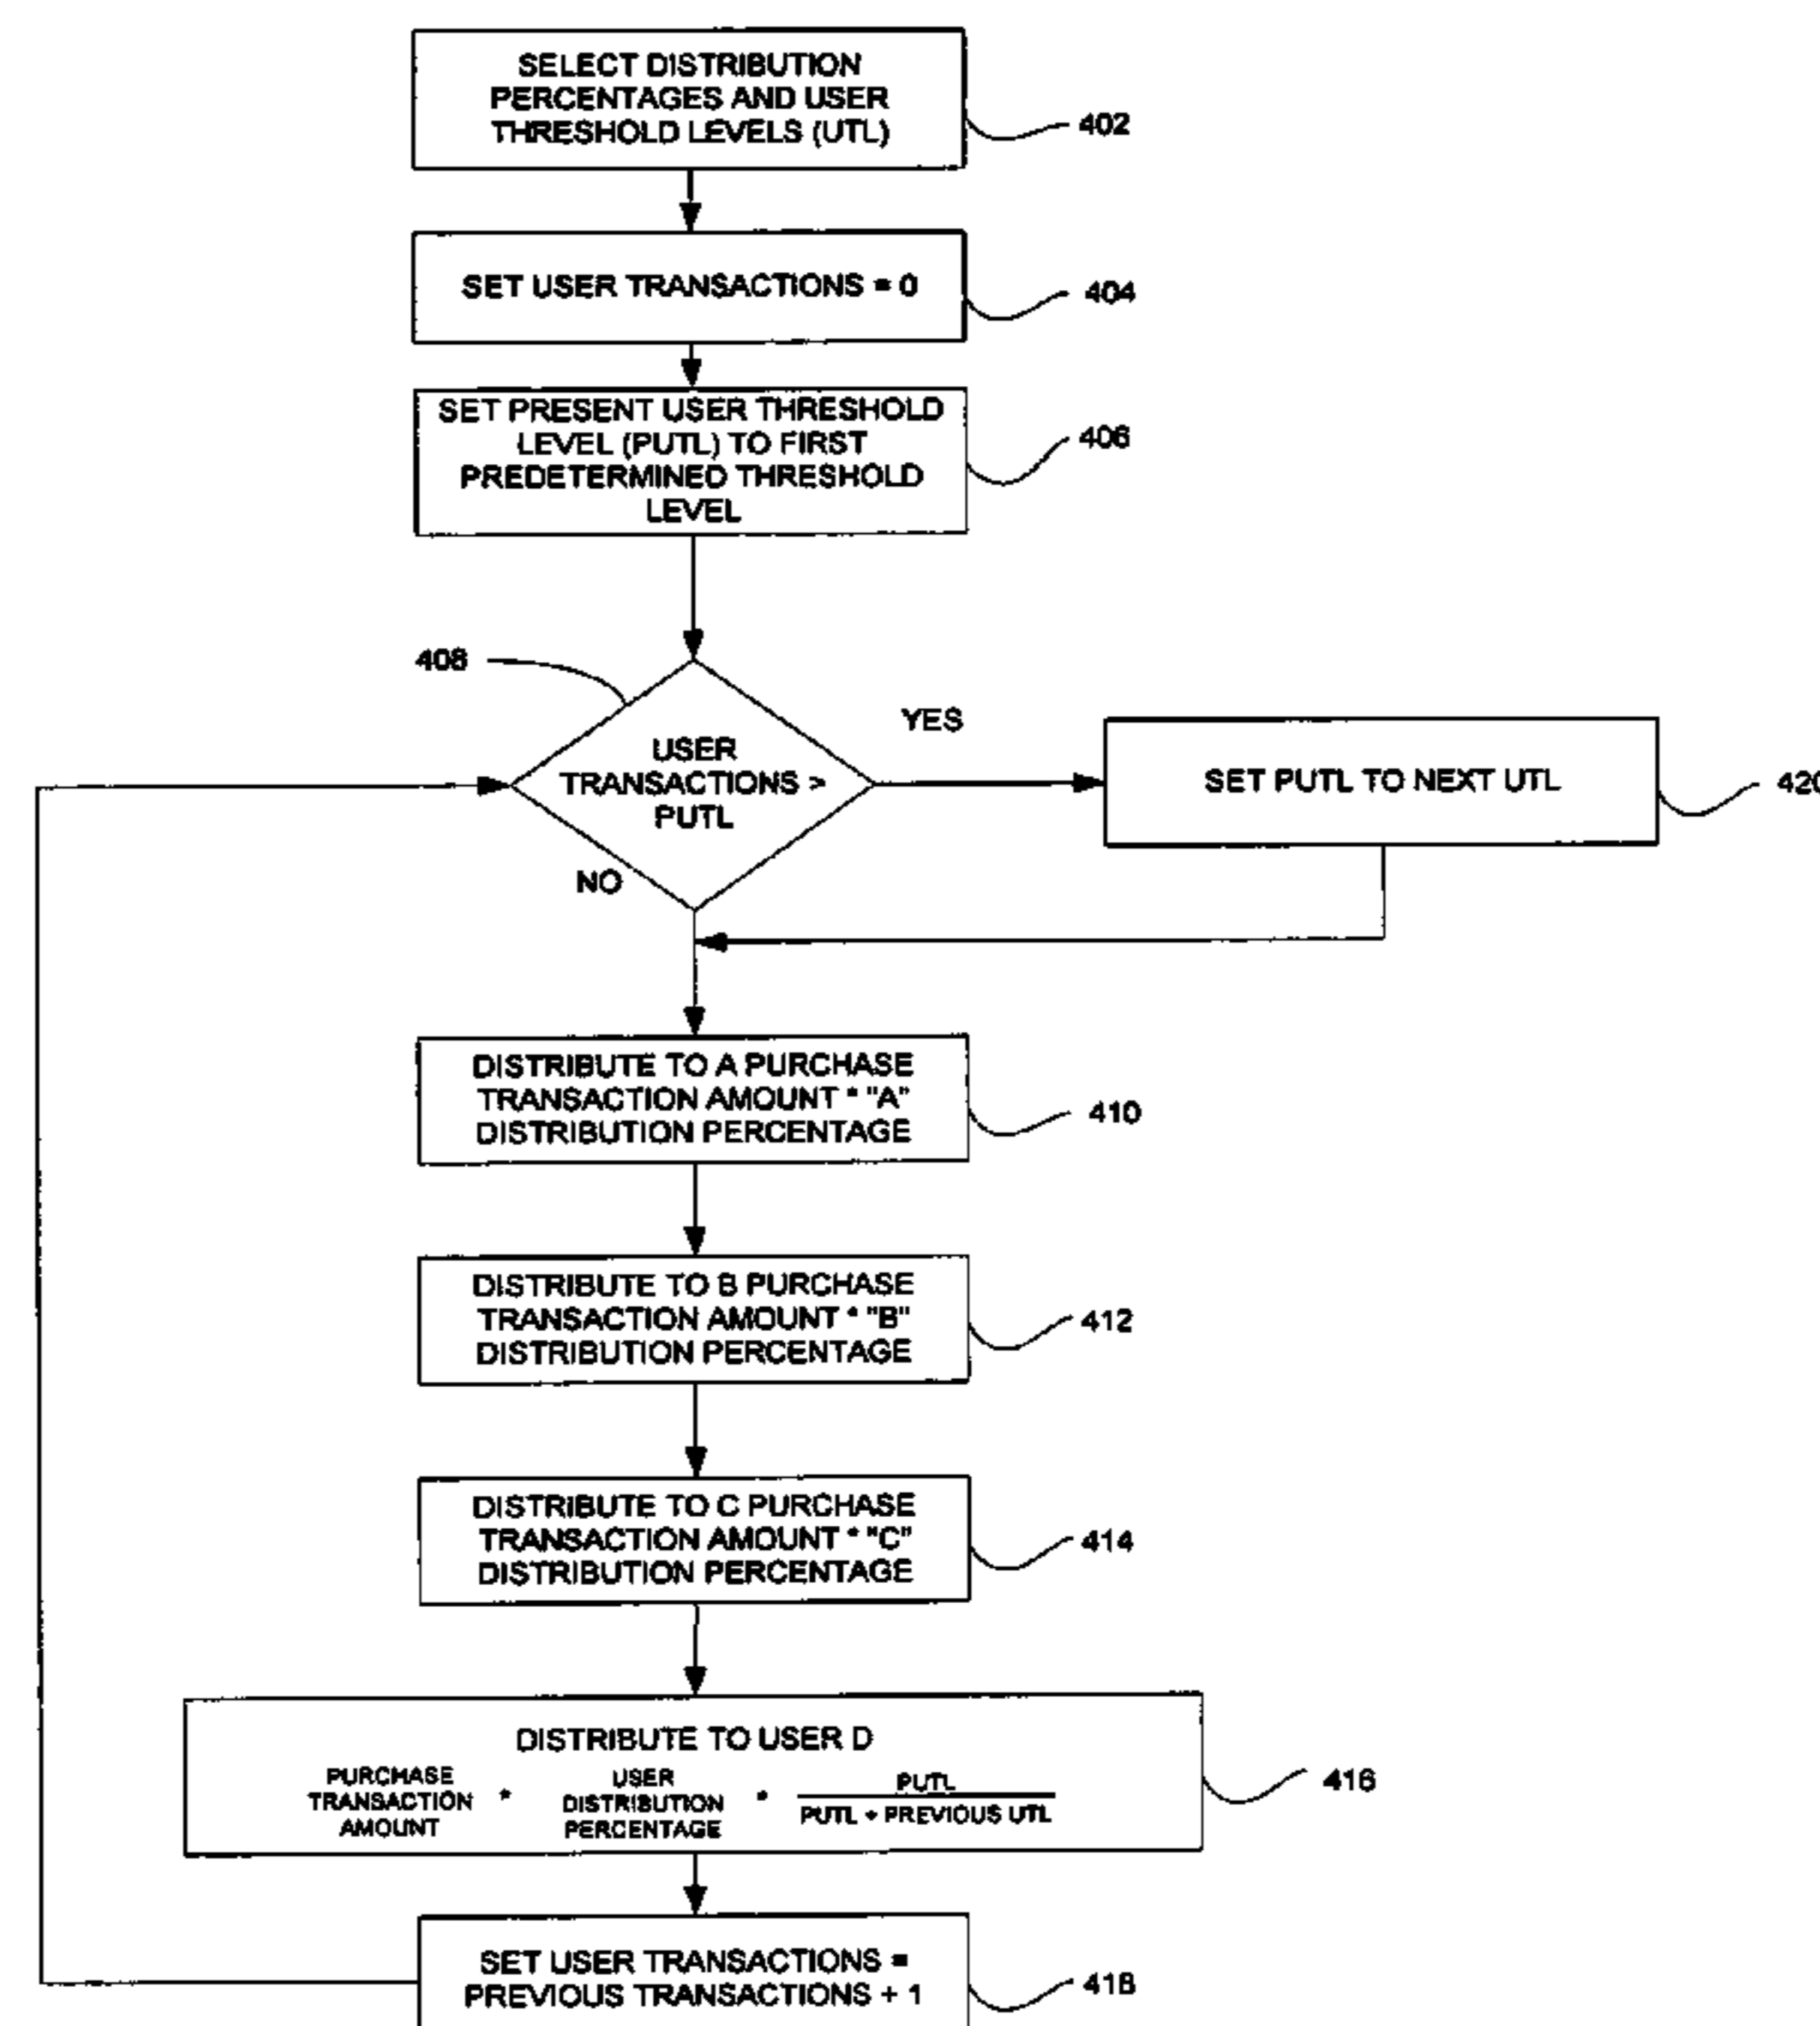 SELECT DISTRIBUTION
PERCENTAGES AND USER
THRESHOLD LEVELS (UTL)
402
SET USER TRANSACTIONS = 0
404
SET PRESENT USER THRESHOLD
LEVEL (PUTL) TO FIRST
PREDETERMINED THRESHOLD
LEVEL
406
408
USER
TRANSACTIONS >
PUTL
YES
NO
SET PUTL TO NEXT UTL
420
DISTRIBUTE TO A PURCHASE
TRANSACTION AMOUNT * "A"
DISTRIBUTION PERCENTAGE
410
DISTRIBUTE TO B PURCHASE
TRANSACTION AMOUNT * "B"
DISTRIBUTION PERCENTAGE
412
DISTRIBUTE TO C PURCHASE
TRANSACTION AMOUNT * "C"
DISTRIBUTION PERCENTAGE
414
DISTRIBUTE TO USER D
PURCHASE
TRANSACTION
AMOUNT
*
USER
DISTRIBUTION
PERCENTAGE
*
PUTL
PUTL + PREVIOUS UTL
416
SET USER TRANSACTIONS =
PREVIOUS TRANSACTIONS + 1
418